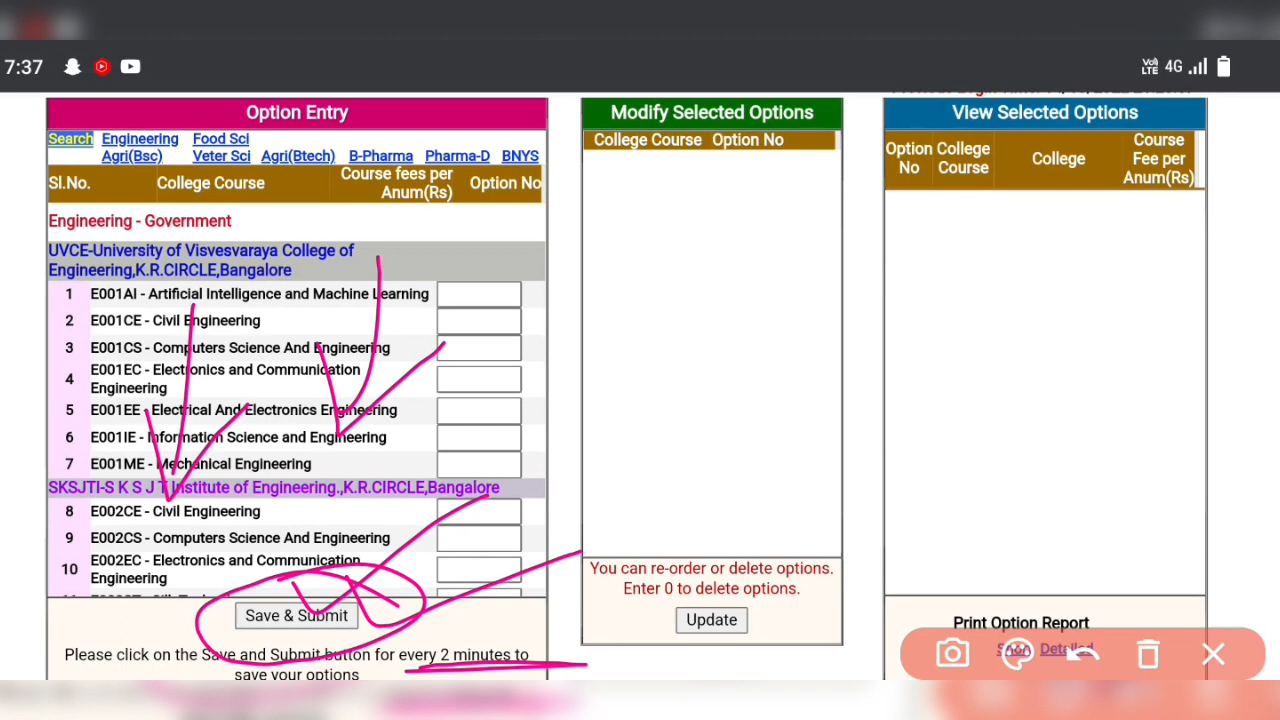 7:37
Vo)) LTE 4G
Option Entry
Search Engineering Food Sci
Agri(Bsc) Veter Sci Agri(Btech) B-Pharma Pharma-D BNYS
Sl.No. College Course Course fees per Anum(Rs) Option No
Engineering - Government
UVCE-University of Visvesvaraya College of
Engineering,K.R.CIRCLE,Bangalore
1 E001AI - Artificial Intelligence and Machine Learning
2 E001CE - Civil Engineering
3 E001CS - Computers Science And Engineering
4 E001EC - Electronics and Communication
Engineering
5 E001EE - Electrical And Electronics Engineering
6 E001IE - Information Science and Engineering
7 E001ME - Mechanical Engineering
SKSJTI-S K S J T Institute of Engineering.,K.R.CIRCLE,Bangalore
8 E002CE - Civil Engineering
9 E002CS - Computers Science And Engineering
10 E002EC - Electronics and Communication
Engineering
Save & Submit
Please click on the Save and Submit button for every 2 minutes to
save your options
Modify Selected Options
College Course Option No
You can re-order or delete options.
Enter 0 to delete options.
Update
View Selected Options
Option No College Course College Course Fee per Anum(Rs)
Print Option Report
Short Detailed